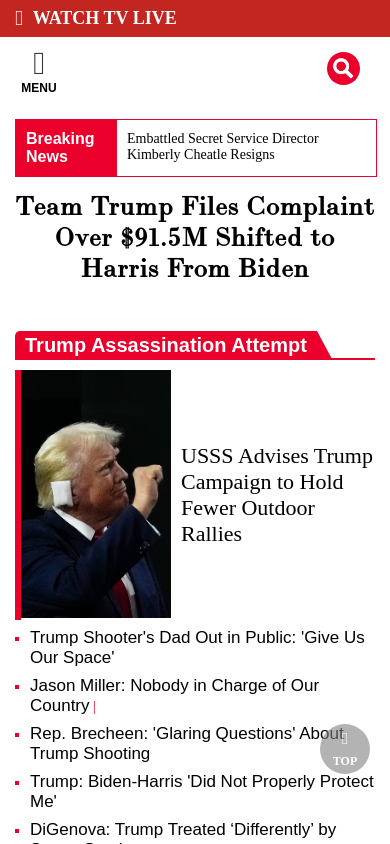 WATCH TV LIVE
MENU
Breaking
News
Embattled Secret Service Director
Kimberly Cheatle Resigns
Team Trump Files Complaint
Over $91.5M Shifted to
Harris From Biden
Trump Assassination Attempt
USSS Advises Trump
Campaign to Hold
Fewer Outdoor
Rallies
Trump Shooter's Dad Out in Public: 'Give Us
Our Space'
Jason Miller: Nobody in Charge of Our
Country |
Rep. Brecheen: 'Glaring Questions' About
Trump Shooting
TOP
Trump: Biden-Harris 'Did Not Properly Protect
Me'
DiGenova: Trump Treated ‘Differently’ by